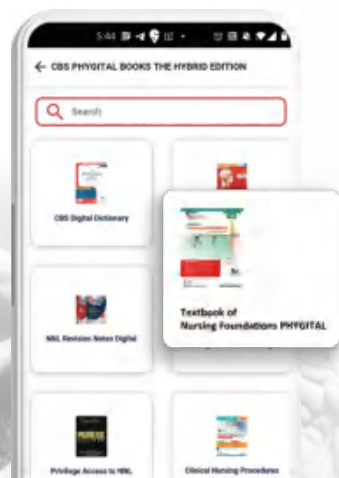 5:44
← CBS PHYGITAL BOOKS THE HYBRID EDITION
Search
CBS Digital Dictionary
Textbook of
Nursing Foundations PHYGITAL
NNL Revision Notes Digital
Privilege Access to NNL
Clinical Nursing Procedures